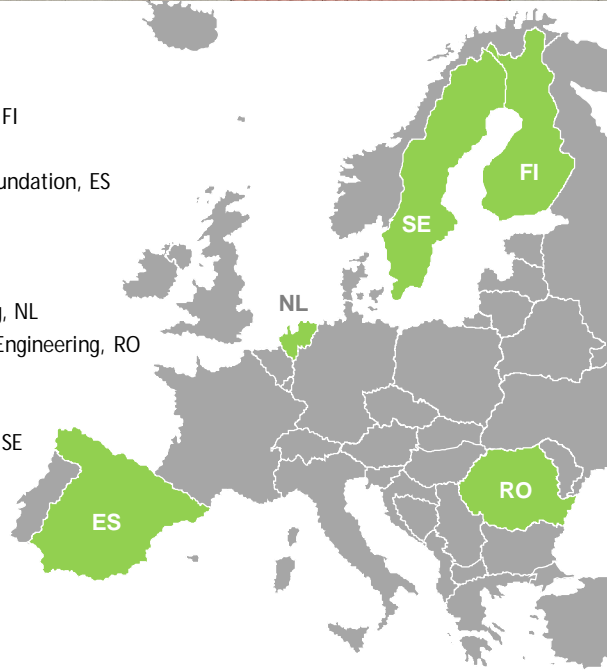 FI
undation, ES
g, NL
Engineering, RO
SE
FI
SE
NL
RO
ES